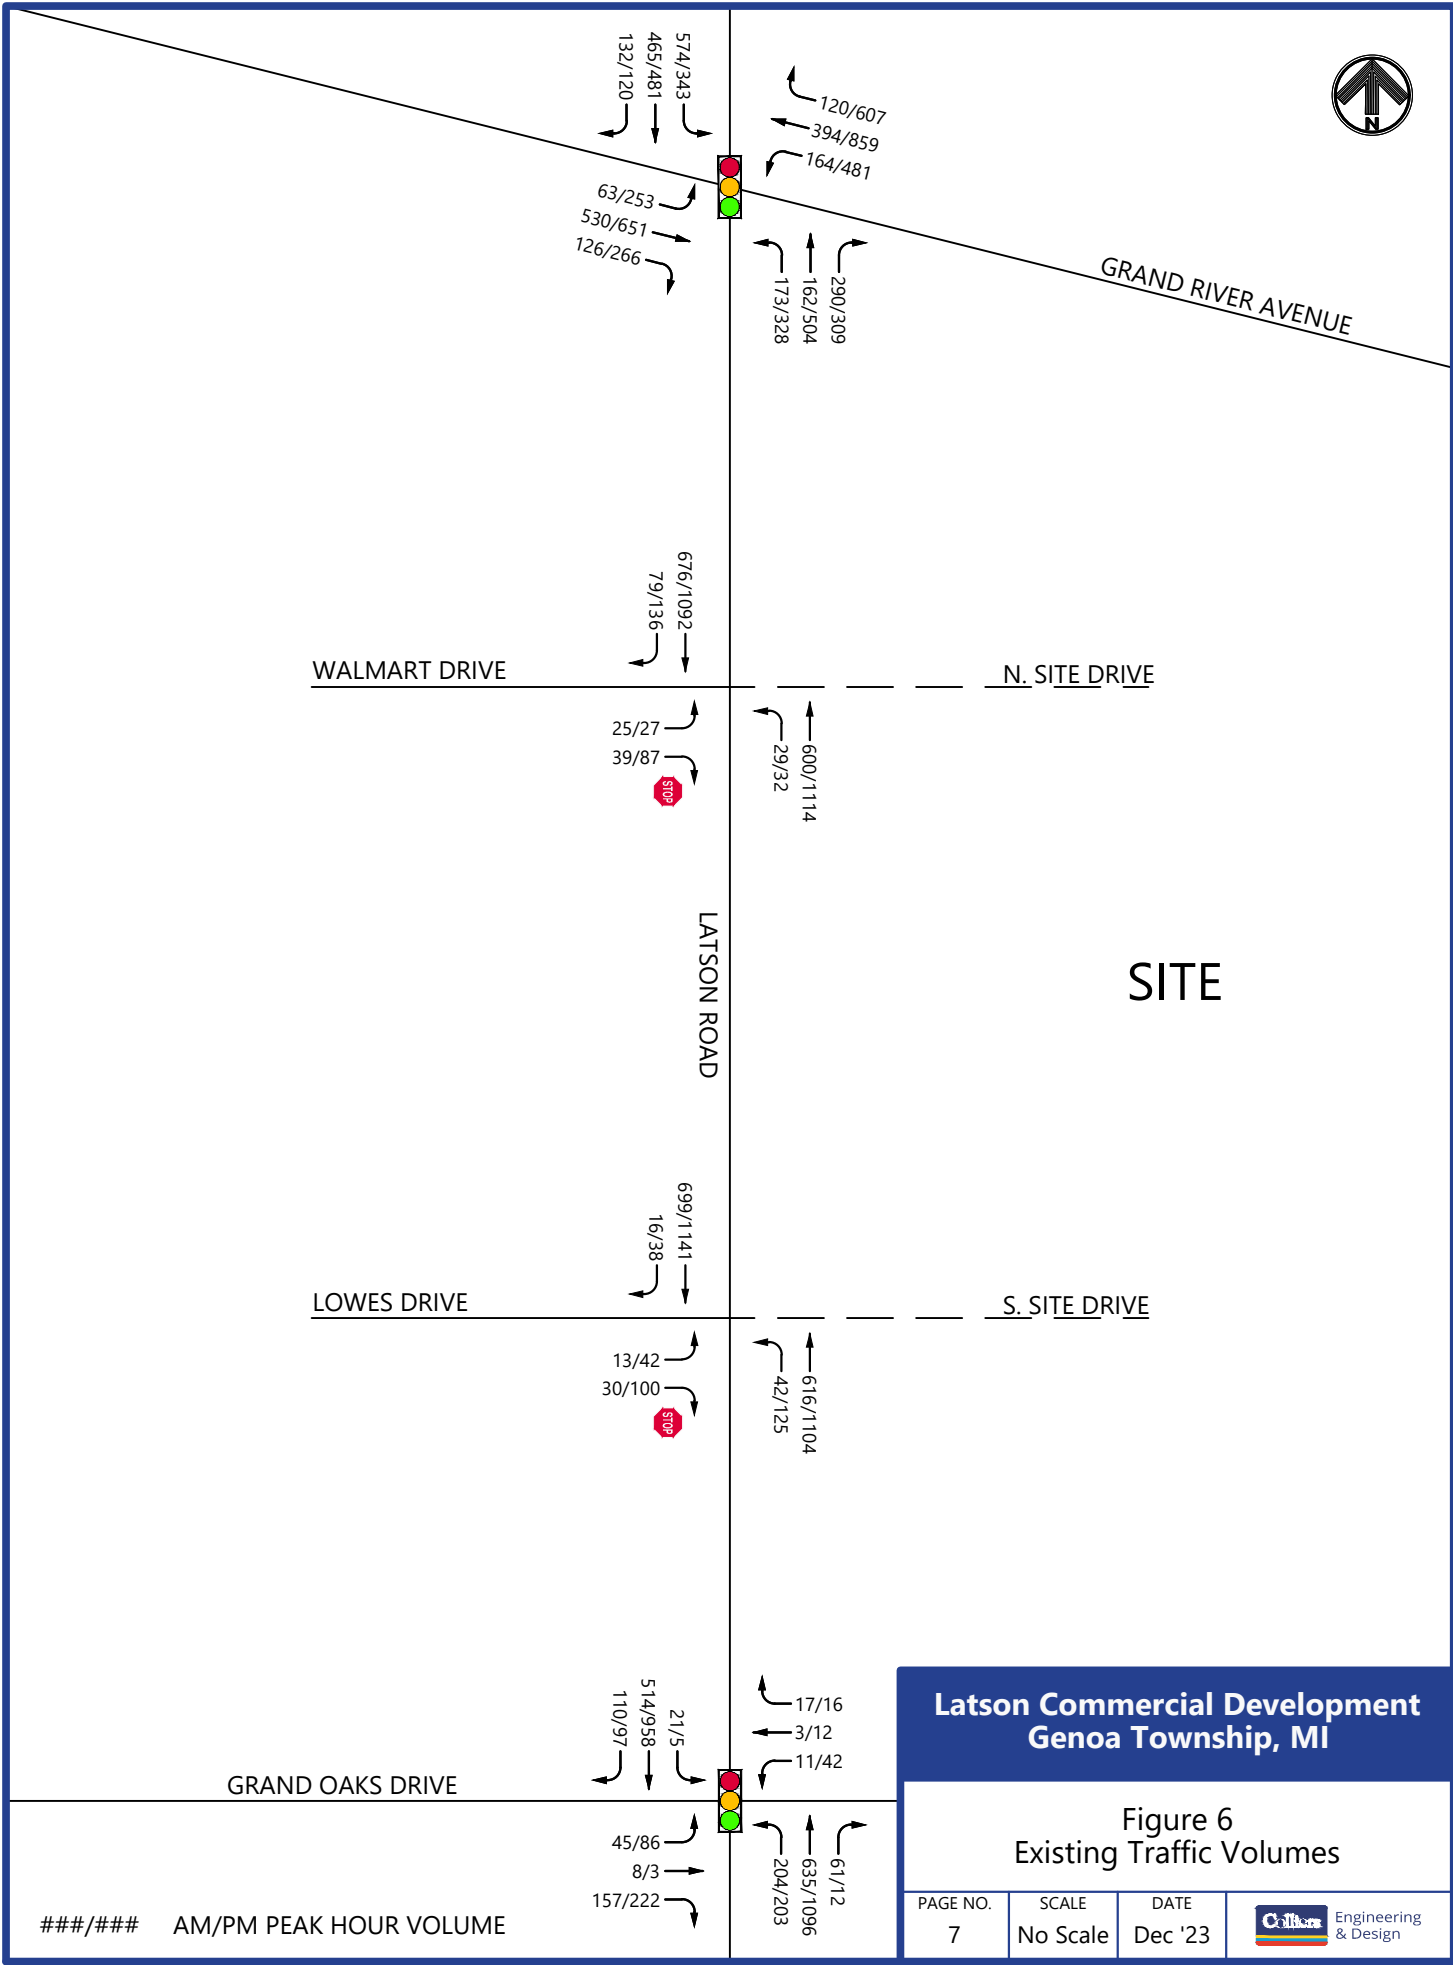 574/343
465/481
132/120
120/607
394/859
164/481
N
63/253
530/651
126/266
173/328
162/504
290/309
GRAND RIVER AVENUE
676/1092
79/136
WALMART DRIVE
N. SITE DRIVE
25/27
39/87
STOP
29/32
600/1114
LATSON ROAD
SITE
699/1141
16/38
LOWES DRIVE
S. SITE DRIVE
13/42
30/100
STOP
42/125
616/1104
21/5
514/958
110/97
17/16
3/12
11/42
GRAND OAKS DRIVE
45/86
8/3
157/222
204/203
635/1096
61/12
###/### AM/PM PEAK HOUR VOLUME
Latson Commercial Development
Genoa Township, MI
Figure 6
Existing Traffic Volumes
PAGE NO.
7
SCALE
No Scale
DATE
Dec '23
Colliers
Engineering
& Design